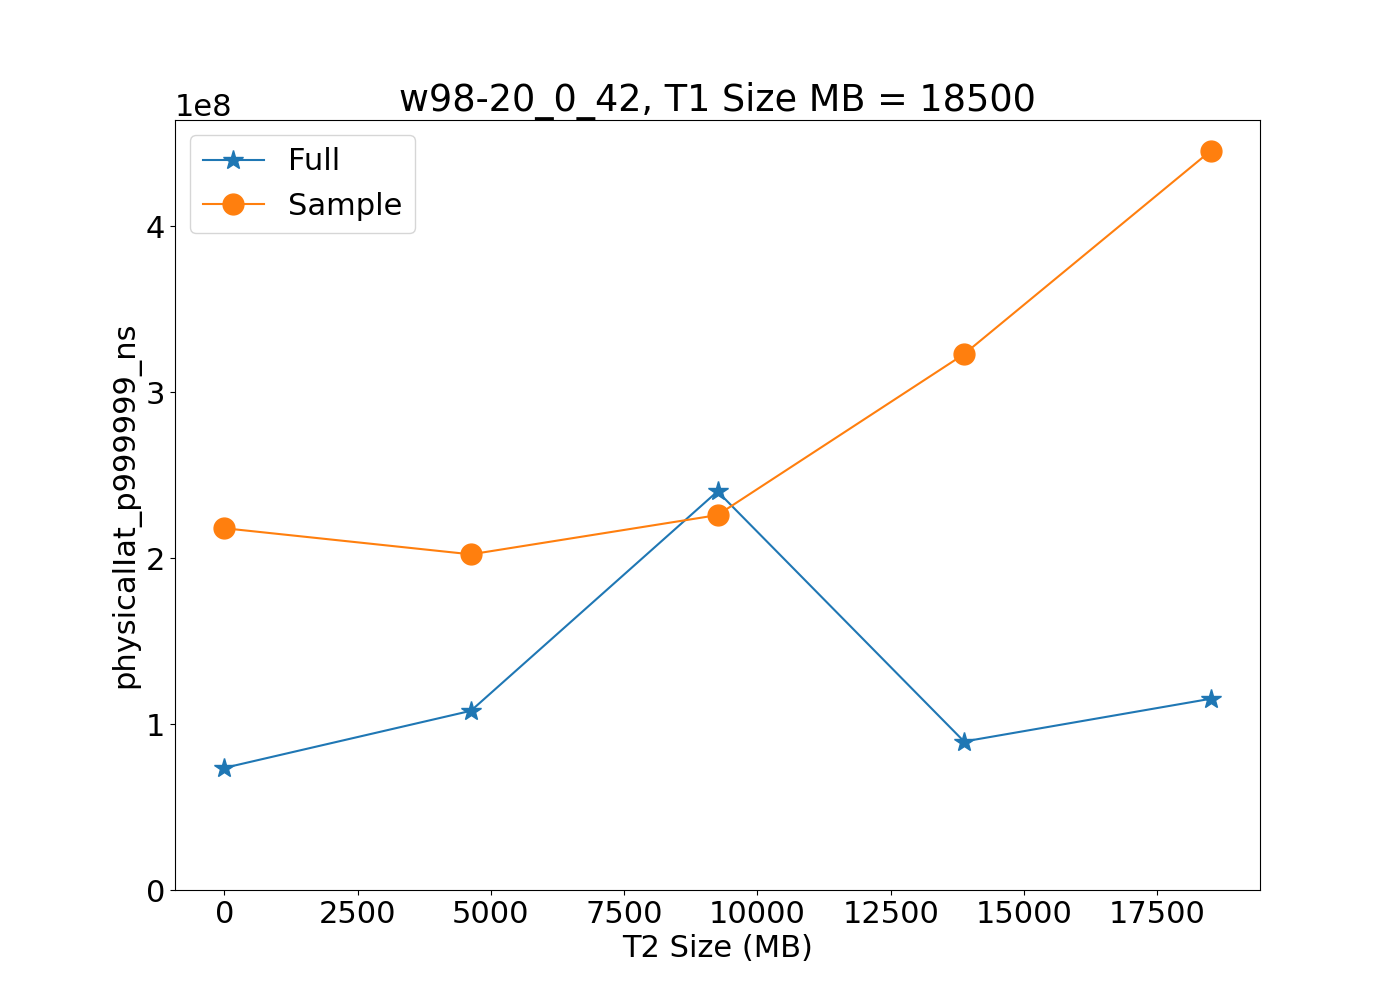 w98-20_0_42, T1 Size MB = 18500
1e8
Full
Sample
4
3
2
1
0
physicallat_p999999_ns
0 2500 5000 7500 10000 12500 15000 17500
T2 Size (MB)